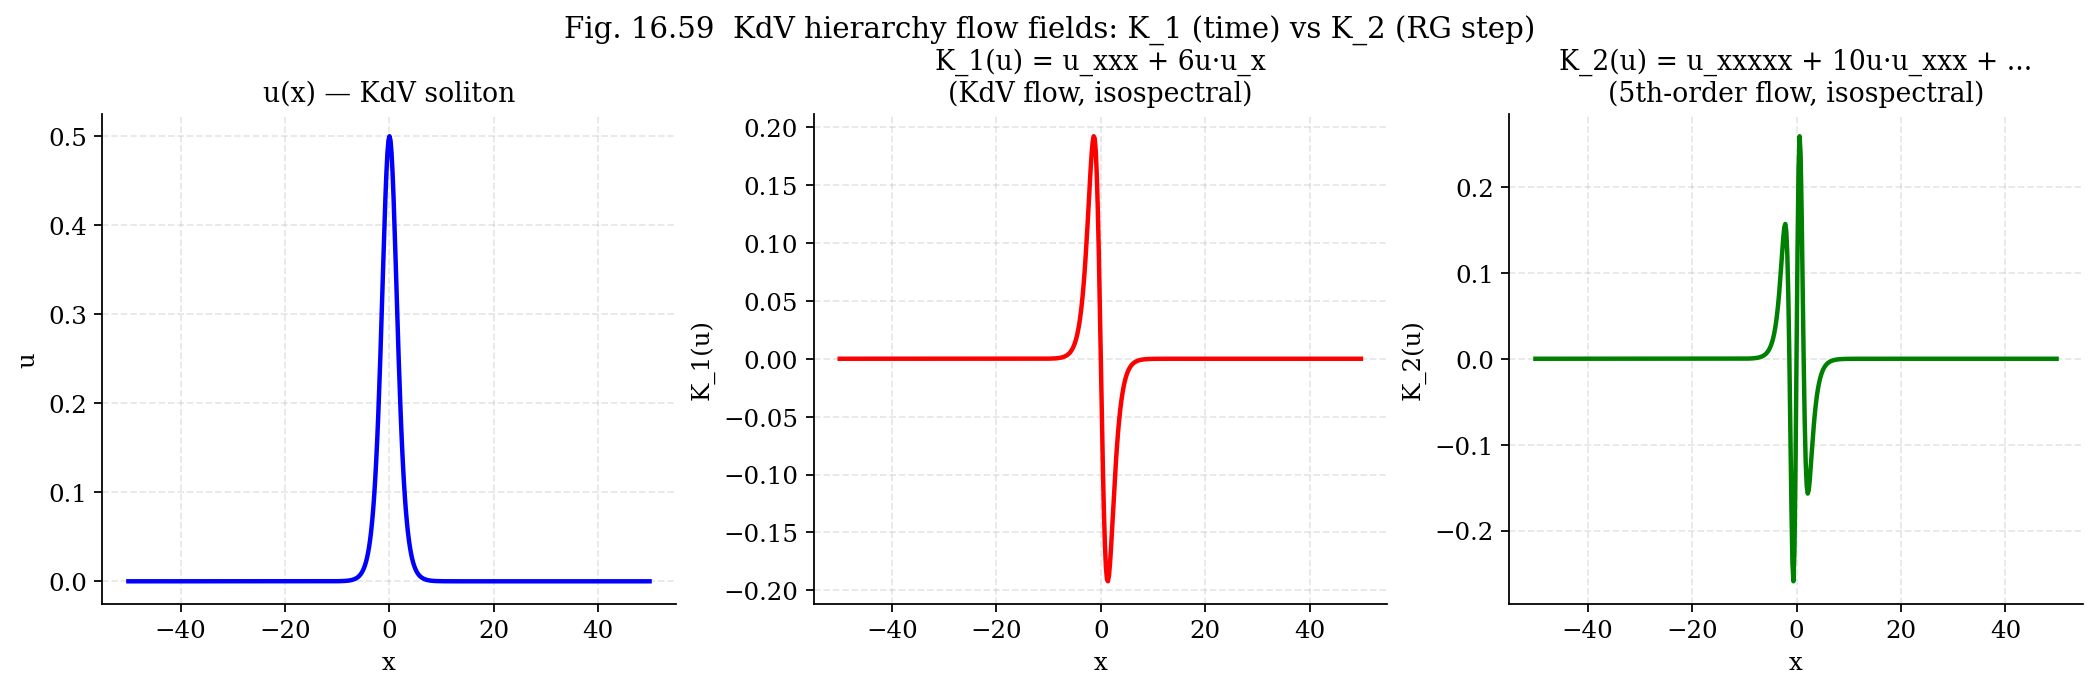 Fig. 16.59  KdV hierarchy flow fields: K_1 (time) vs K_2 (RG step)
u(x) — KdV soliton
0.5
0.4
0.3
0.2
0.1
0.0
u
−40
−20
0
20
40
x
K_1(u) = u_xxx + 6u·u_x
(KdV flow, isospectral)
0.20
0.15
0.10
0.05
0.00
−0.05
−0.10
−0.15
−0.20
K_1(u)
−40
−20
0
20
40
x
K_2(u) = u_xxxxx + 10u·u_xxx + ...
(5th-order flow, isospectral)
0.2
0.1
0.0
−0.1
−0.2
K_2(u)
−40
−20
0
20
40
x